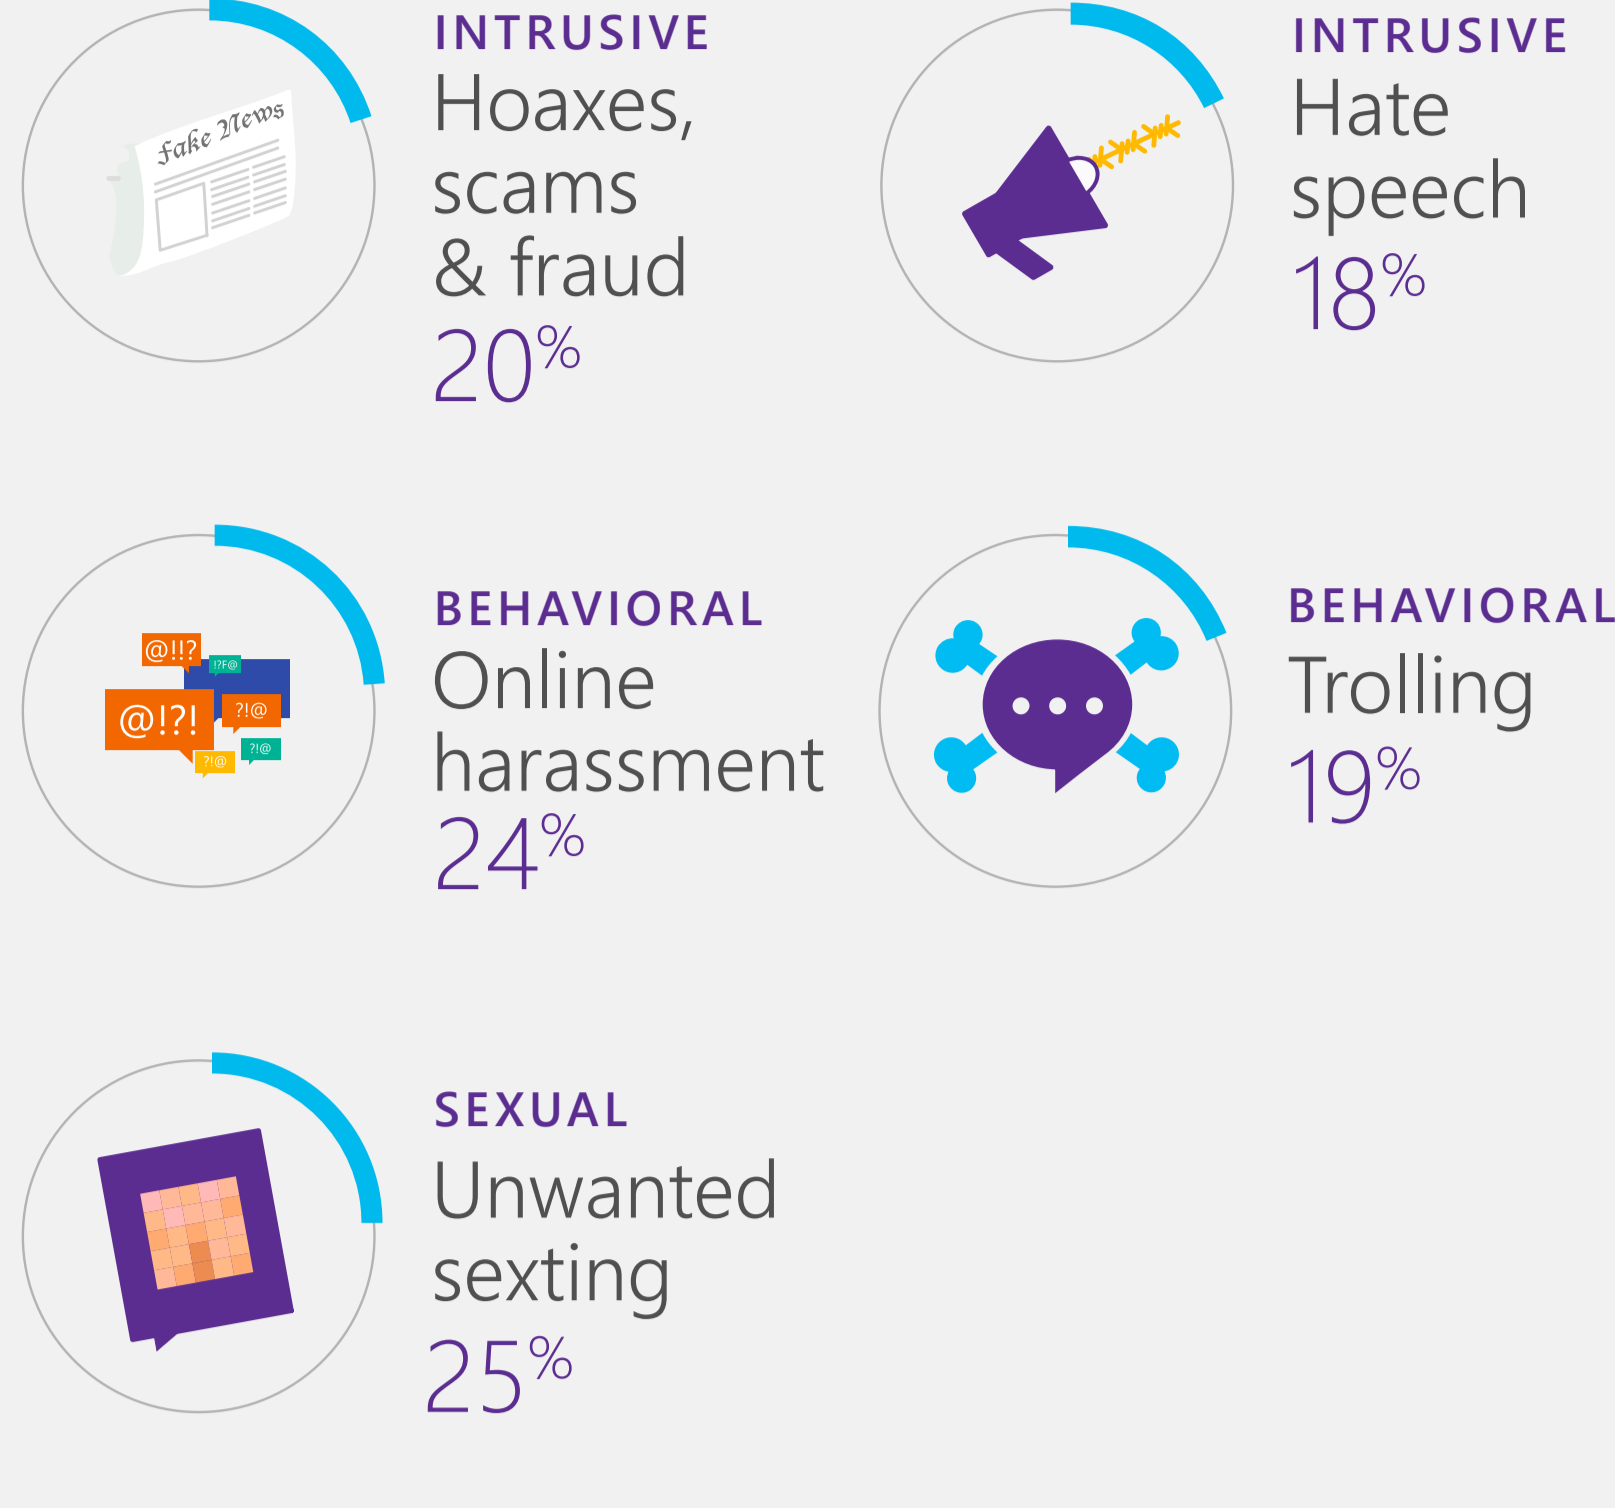 INTRUSIVE
Hoaxes,
scams
& fraud
20%
Fake News
INTRUSIVE
Hate
speech
18%
BEHAVIORAL
Online
harassment
24%
@!!?
!?F@
@!?!
?!@
?!@
?!@
BEHAVIORAL
Trolling
19%
SEXUAL
Unwanted
sexting
25%